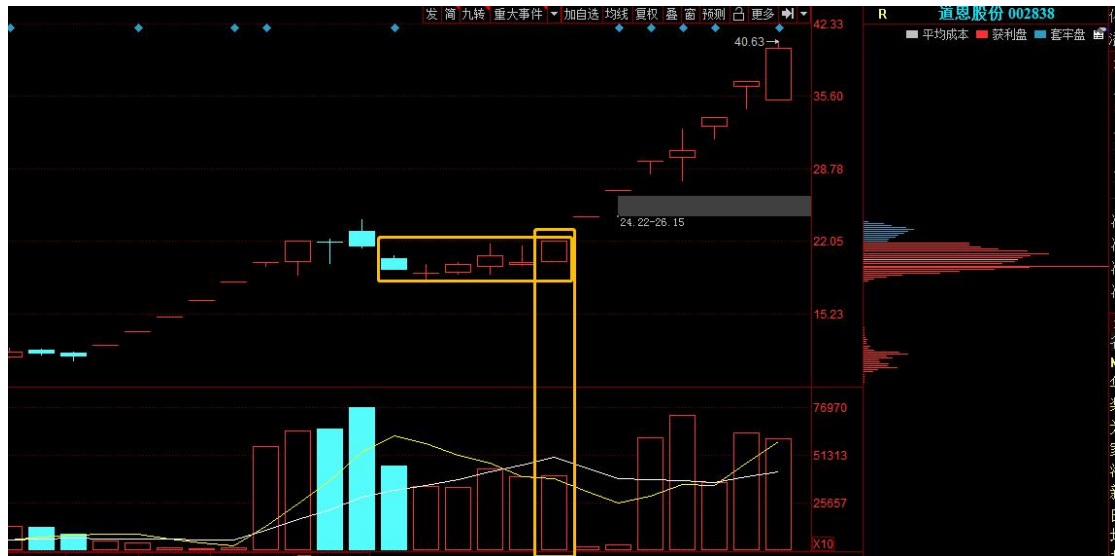 发 简 九转 重大事件 加自选 均线 复权 叠 窗 预测 更多
R 道恩股份 002838
平均成本 获利盘 套牢盘
42.33
40.63
35.60
28.78
24.22-26.15
22.05
15.23
76970
51313
25657
X10